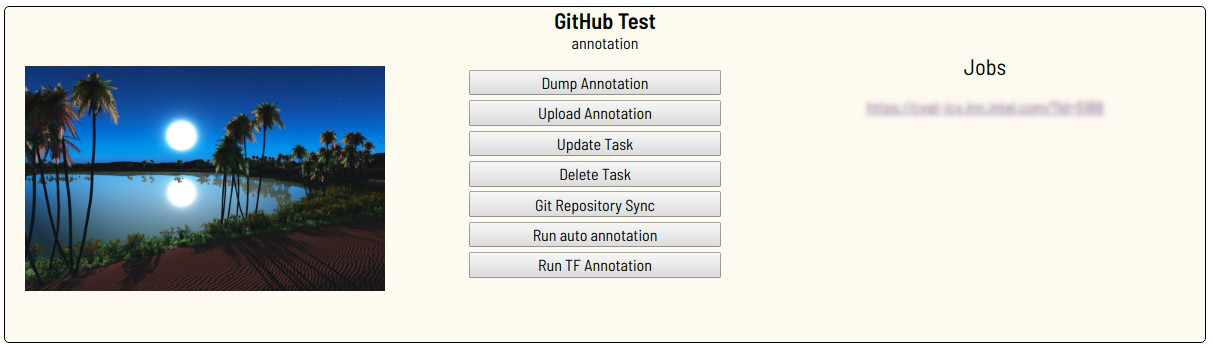 GitHub Test
annotation
Dump Annotation
Upload Annotation
Update Task
Delete Task
Git Repository Sync
Run auto annotation
Run TF Annotation
Jobs